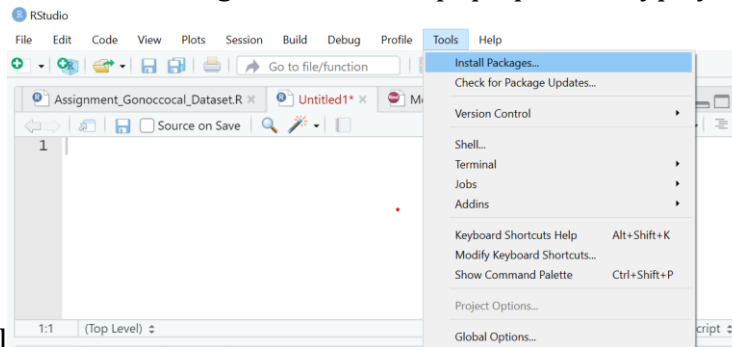 RStudio
File Edit Code View Plots Session Build Debug Profile Tools Help
Go to file/function
Install Packages...
Check for Package Updates...
Version Control
Shell...
Terminal
Jobs
Addins
Keyboard Shortcuts Help Alt+Shift+K
Modify Keyboard Shortcuts...
Show Command Palette Ctrl+Shift+P
Project Options...
Global Options...
Assignment_Gonoccocal_Dataset.R × Untitled1* ×
Source on Save
1
1:1 (Top Level)
]